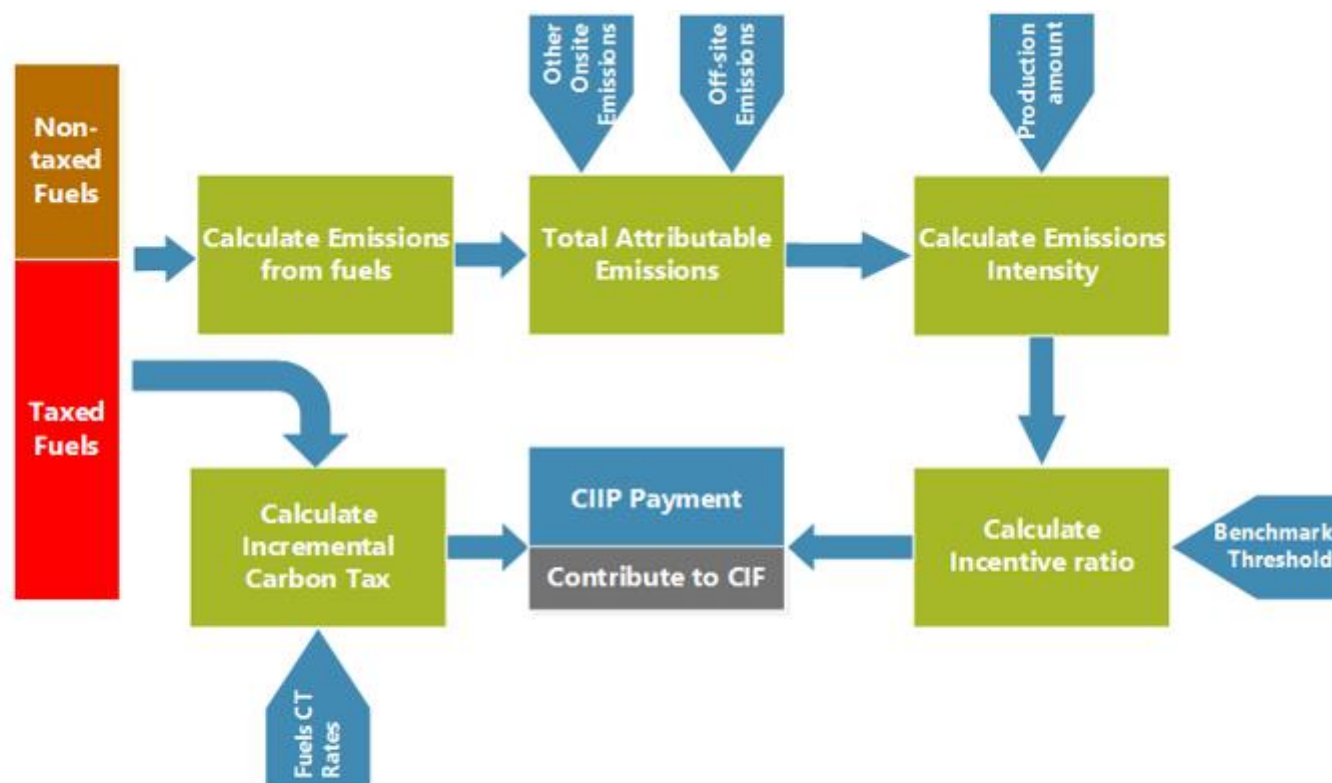 Other
Onsite
Emissions
Off-site
Emissions
Production
amount
Non-
taxed
Fuels
Calculate Emissions
from fuels
Total Attributable
Emissions
Calculate Emissions
Intensity
Taxed
Fuels
Calculate
Incremental
Carbon Tax
CIIP Payment
Contribute to CIF
Calculate
Incentive ratio
Benchmark
Threshold
Fuels CT
Rates